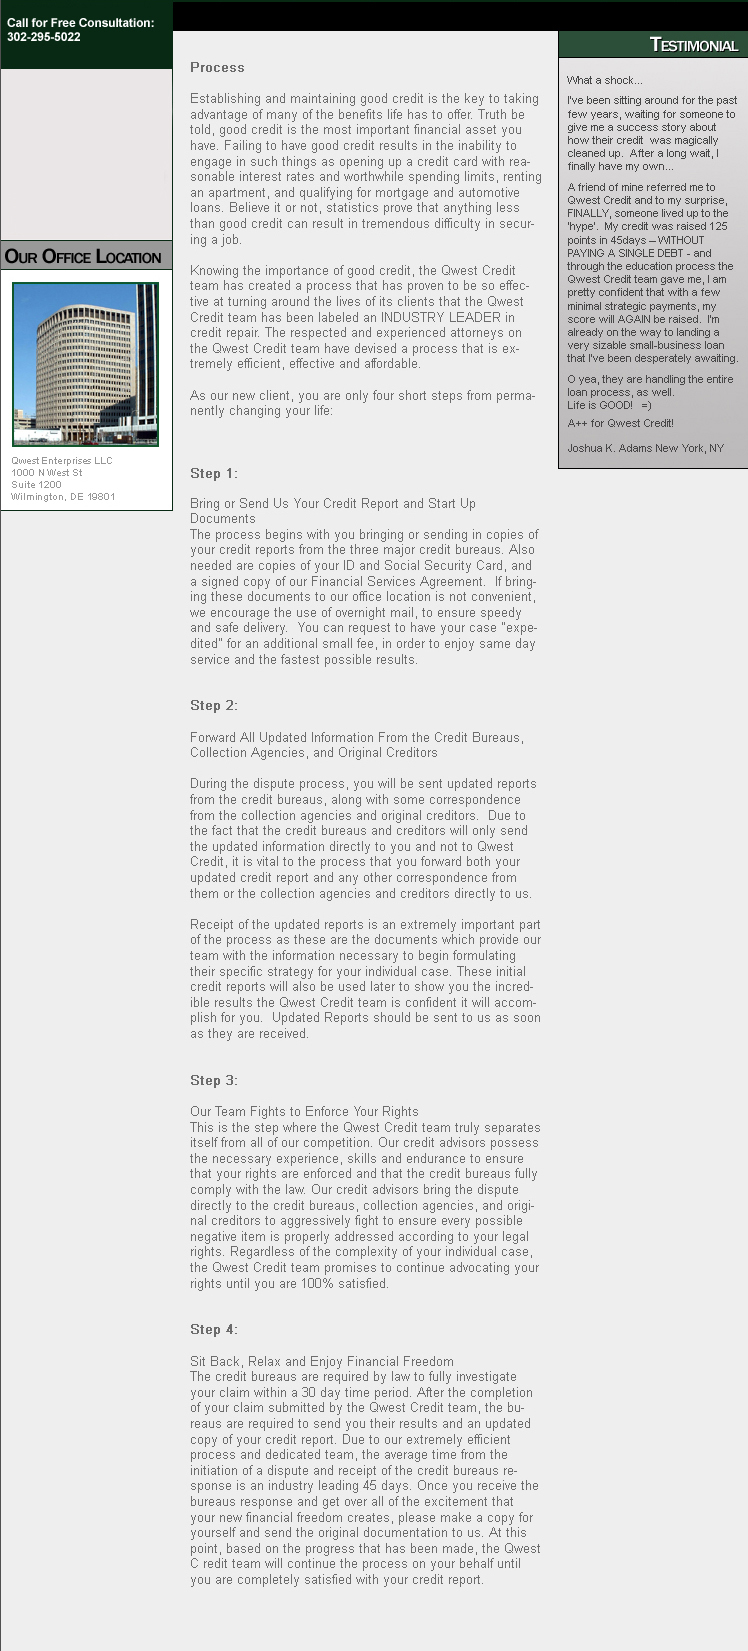 Call for Free Consultation:
302-295-5022
OUR OFFICE LOCATION
Qwest Enterprises LLC
1000 N West St
Suite 1200
Wilmington, DE 19801
Process
Establishing and maintaining good credit is the key to taking
advantage of many of the benefits life has to offer. Truth be
told, good credit is the most important financial asset you
have. Failing to have good credit results in the inability to
engage in such things as opening up a credit card with rea-
sonable interest rates and worthwhile spending limits, renting
an apartment, and qualifying for mortgage and automotive
loans. Believe it or not, statistics prove that anything less
than good credit can result in tremendous difficulty in secur-
ing a job.
Knowing the importance of good credit, the Qwest Credit
team has created a process that has proven to be so effec-
tive at turning around the lives of its clients that the Qwest
Credit team has been labeled an INDUSTRY LEADER in
credit repair. The respected and experienced attorneys on
the Qwest Credit team have devised a process that is ex-
tremely efficient, effective and affordable.
As our new client, you are only four short steps from perma-
nently changing your life:
Step 1:
Bring or Send Us Your Credit Report and Start Up
Documents
The process begins with you bringing or sending in copies of
your credit reports from the three major credit bureaus. Also
needed are copies of your ID and Social Security Card, and
a signed copy of our Financial Services Agreement.  If bring-
ing these documents to our office location is not convenient,
we encourage the use of overnight mail, to ensure speedy
and safe delivery.  You can request to have your case "expe-
dited" for an additional small fee, in order to enjoy same day
service and the fastest possible results.
Step 2:
Forward All Updated Information From the Credit Bureaus,
Collection Agencies, and Original Creditors
During the dispute process, you will be sent updated reports
from the credit bureaus, along with some correspondence
from the collection agencies and original creditors.  Due to
the fact that the credit bureaus and creditors will only send
the updated information directly to you and not to Qwest
Credit, it is vital to the process that you forward both your
updated credit report and any other correspondence from
them or the collection agencies and creditors directly to us.
Receipt of the updated reports is an extremely important part
of the process as these are the documents which provide our
team with the information necessary to begin formulating
their specific strategy for your individual case. These initial
credit reports will also be used later to show you the incred-
ible results the Qwest Credit team is confident it will accom-
plish for you.  Updated Reports should be sent to us as soon
as they are received.
Step 3:
Our Team Fights to Enforce Your Rights
This is the step where the Qwest Credit team truly separates
itself from all of our competition. Our credit advisors possess
the necessary experience, skills and endurance to ensure
that your rights are enforced and that the credit bureaus fully
comply with the law. Our credit advisors bring the dispute
directly to the credit bureaus, collection agencies, and origi-
nal creditors to aggressively fight to ensure every possible
negative item is properly addressed according to your legal
rights. Regardless of the complexity of your individual case,
the Qwest Credit team promises to continue advocating your
rights until you are 100% satisfied.
Step 4:
Sit Back, Relax and Enjoy Financial Freedom
The credit bureaus are required by law to fully investigate
your claim within a 30 day time period. After the completion
of your claim submitted by the Qwest Credit team, the bu-
reaus are required to send you their results and an updated
copy of your credit report. Due to our extremely efficient
process and dedicated team, the average time from the
initiation of a dispute and receipt of the credit bureaus re-
sponse is an industry leading 45 days. Once you receive the
bureaus response and get over all of the excitement that
your new financial freedom creates, please make a copy for
yourself and send the original documentation to us. At this
point, based on the progress that has been made, the Qwest
C redit team will continue the process on your behalf until
you are completely satisfied with your credit report.
TESTIMONIAL
What a shock...
I've been sitting around for the past
few years, waiting for someone to
give me a success story about
how their credit  was magically
cleaned up.  After a long wait, I
finally have my own...
A friend of mine referred me to
Qwest Credit and to my surprise,
FINALLY, someone lived up to the
'hype'.  My credit was raised 125
points in 45days – WITHOUT
PAYING A SINGLE DEBT - and
through the education process the
Qwest Credit team gave me, I am
pretty confident that with a few
minimal strategic payments, my
score will AGAIN be raised.  I'm
already on the way to landing a
very sizable small-business loan
that I've been desperately awaiting.
O yea, they are handling the entire
loan process, as well.
Life is GOOD!  =)
A++ for Qwest Credit!
Joshua K. Adams New York, NY